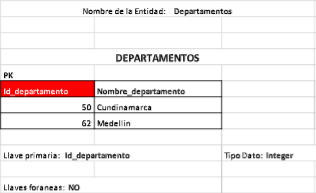 Nombre de la Entidad: Departamentos
DEPARTAMENTOS
PK
Id_departamento Nombre_departamento
50 Cundinamarca
62 Medellin
Llave primaria: Id_departamento Tipo Dato: Integer
Llaves foraneas: NO